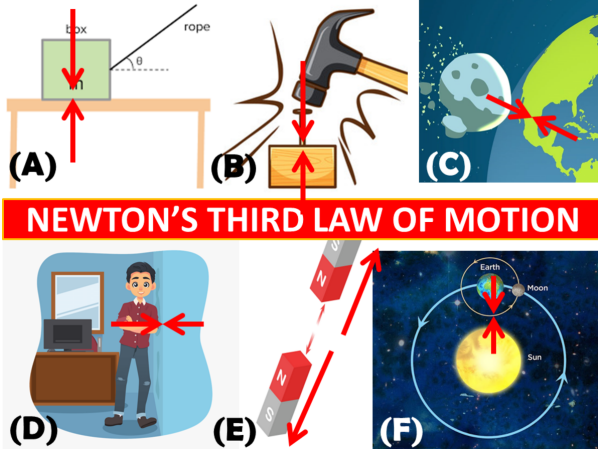 box
rope
θ
m
(A)
(B)
(C)
NEWTON'S THIRD LAW OF MOTION
(D)
S
N
N
S
(E)
Earth
Moon
Sun
(F)